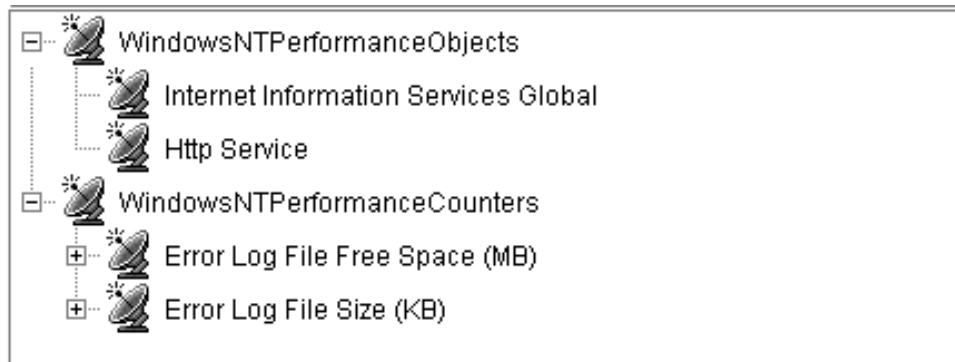 WindowsNTPerformanceObjects
Internet Information Services Global
Http Service
WindowsNTPerformanceCounters
Error Log File Free Space (MB)
Error Log File Size (KB)